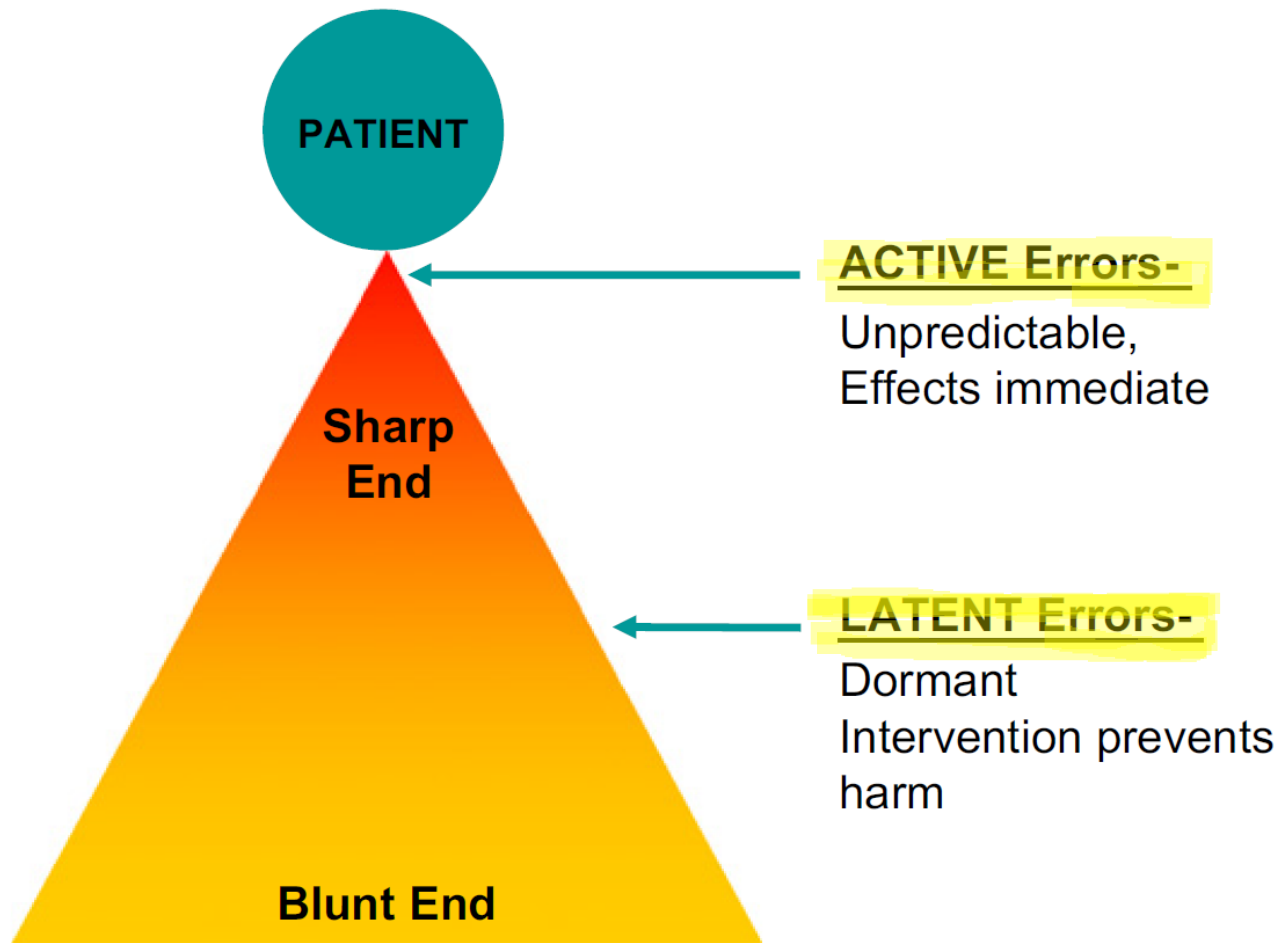 PATIENT
ACTIVE Errors-
Unpredictable,
Effects immediate
Sharp
End
LATENT Errors-
Dormant
Intervention prevents
harm
Blunt End